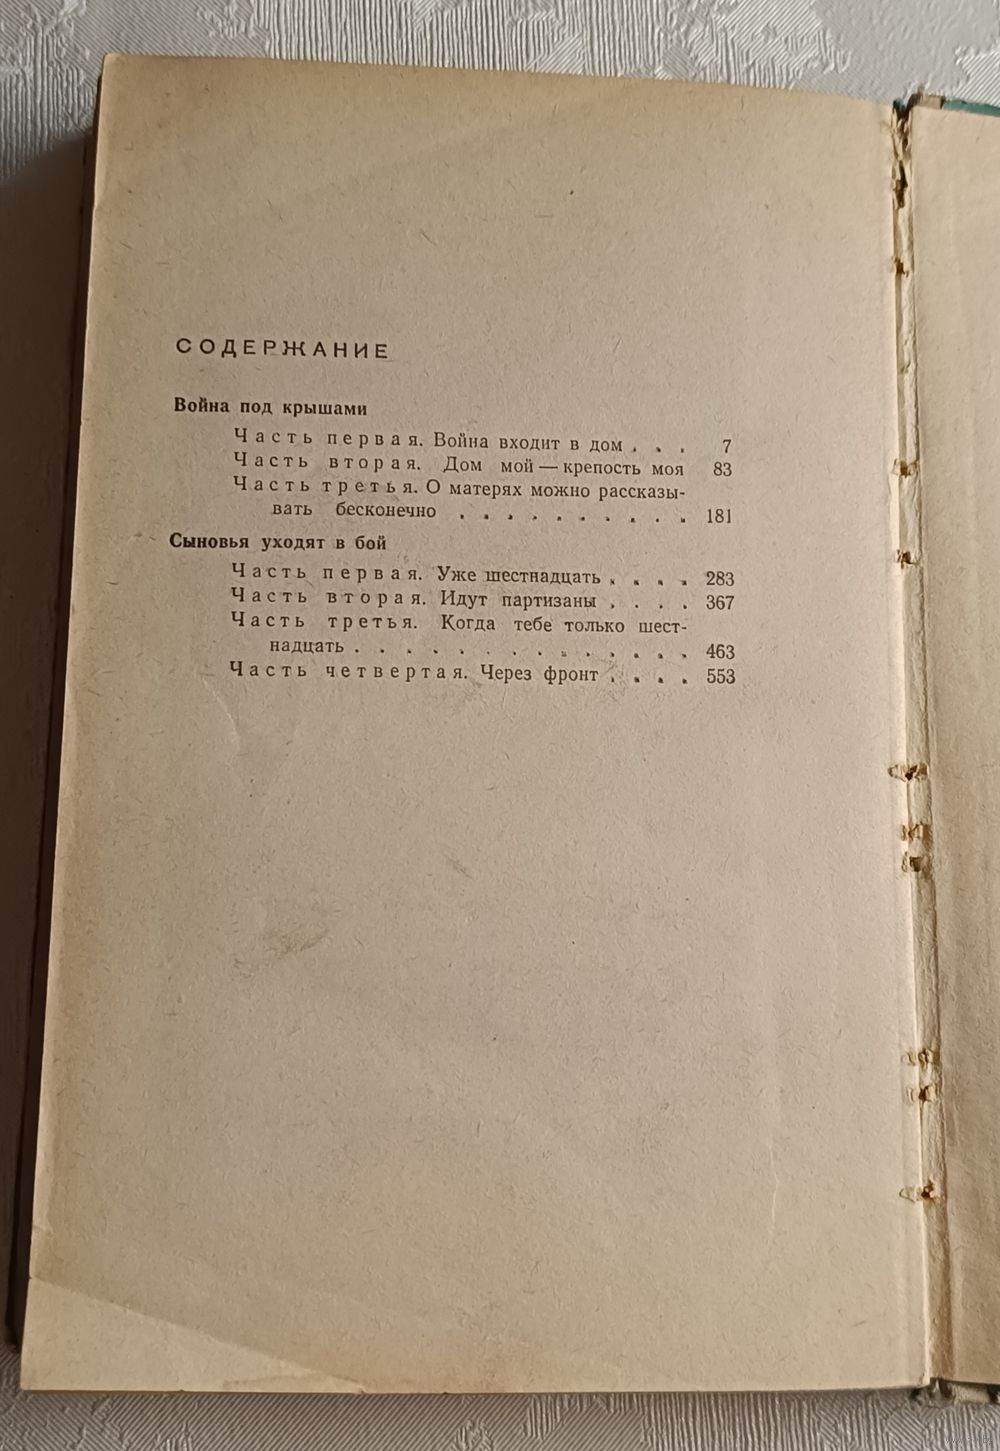 СОДЕРЖАНИЕ
Война под крышами
Часть первая. Война входит в дом . . . 7
Часть вторая. Дом мой — крепость моя 83
Часть третья. О матерях можно рассказы-
вать бесконечно . . . . . . . . . . 181
Сыновья уходят в бой
Часть первая. Уже шестнадцать . . . . 283
Часть вторая. Идут партизаны . . . . 367
Часть третья. Когда тебе только шест-
надцать . . . . . . . . . . . . . 463
Часть четвертая. Через фронт . . . . 553